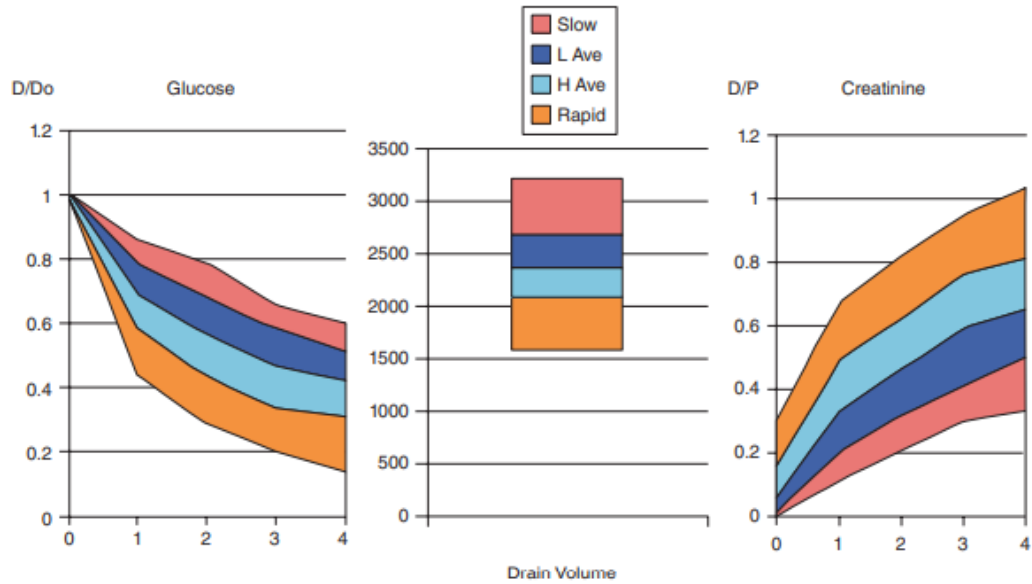 Slow
L Ave
H Ave
Rapid
D/Do
Glucose
1.2
1
0.8
0.6
0.4
0.2
0
0 1 2 3 4
3500
3000
2500
2000
1500
1000
500
0
Drain Volume
D/P
Creatinine
1.2
1
0.8
0.6
0.4
0.2
0
0 1 2 3 4